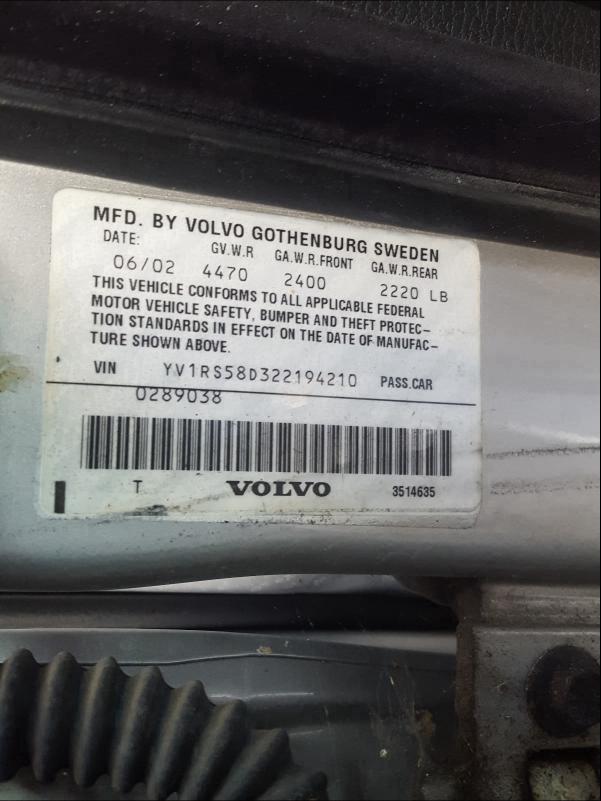 MFD. BY VOLVO GOTHENBURG SWEDEN
DATE: GV.W.R GA.W.R.FRONT GA.W.R.REAR
06/02 4470 2400 2220 LB
THIS VEHICLE CONFORMS TO ALL APPLICABLE FEDERAL
MOTOR VEHICLE SAFETY, BUMPER AND THEFT PROTEC-
TION STANDARDS IN EFFECT ON THE DATE OF MANUFAC-
TURE SHOWN ABOVE.
VIN YV1RS58D322194210 PASS.CAR
0289038
T VOLVO 3514635